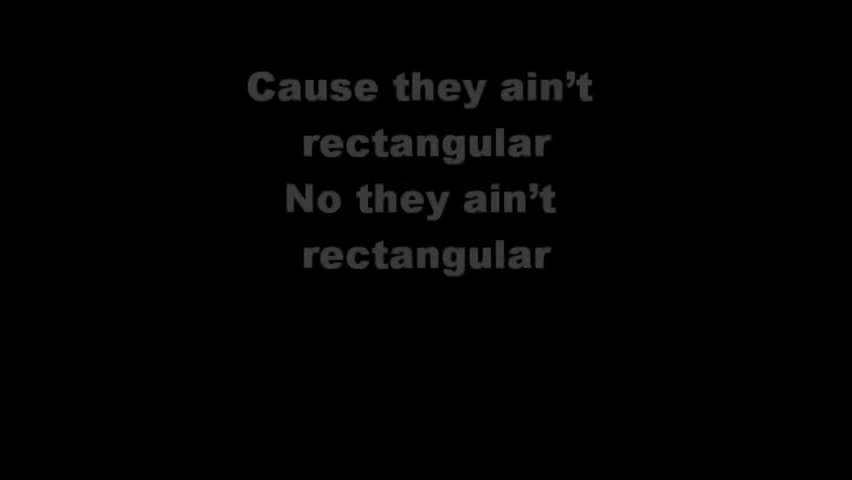 Cause they ain’t
rectangular
No they ain’t
rectangular